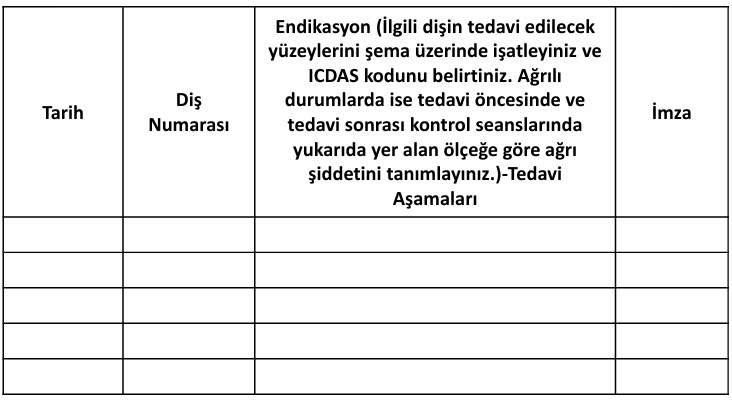 Tarih
Diş
Numarası
Endikasyon (İlgili dişin tedavi edilecek
yüzeylerini şema üzerinde işatleyiniz ve
ICDAS kodunu belirtiniz. Ağrılı
durumlarda ise tedavi öncesinde ve
tedavi sonrası kontrol seanslarında
yukarıda yer alan ölçeğe göre ağrı
şiddetini tanımlayınız.)-Tedavi
Aşamaları
İmza